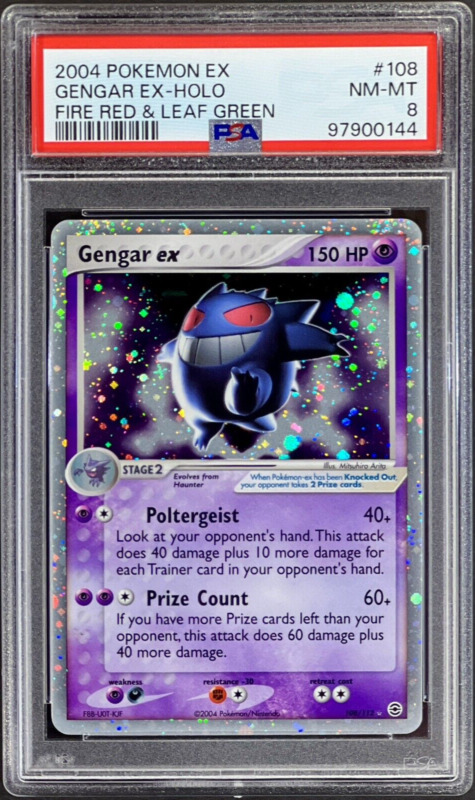 2004 POKEMON EX #108
GENGAR EX-HOLO NM-MT
FIRE RED & LEAF GREEN 8
PSA 97900144
Gengar ex 150 HP
Illus. Mitsuhiro Arita
STAGE 2
Evolves from
Haunter
When Pokémon-ex has been Knocked Out,
your opponent takes 2 Prize cards.
Poltergeist 40+
Look at your opponent's hand. This attack
does 40 damage plus 10 more damage for
each Trainer card in your opponent's hand.
Prize Count 60+
If you have more Prize cards left than your
opponent, this attack does 60 damage plus
40 more damage.
weakness resistance -30 retreat cost
©2004 Pokémon/Nintendo
108/112
PSA